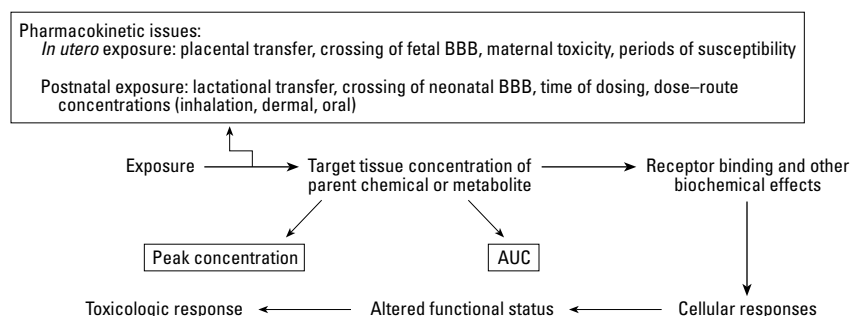 Pharmacokinetic issues:
In utero exposure: placental transfer, crossing of fetal BBB, maternal toxicity, periods of susceptibility
Postnatal exposure: lactational transfer, crossing of neonatal BBB, time of dosing, dose–route
concentrations (inhalation, dermal, oral)
Exposure
Target tissue concentration of
parent chemical or metabolite
Receptor binding and other
biochemical effects
Peak concentration
AUC
Toxicologic response
Altered functional status
Cellular responses